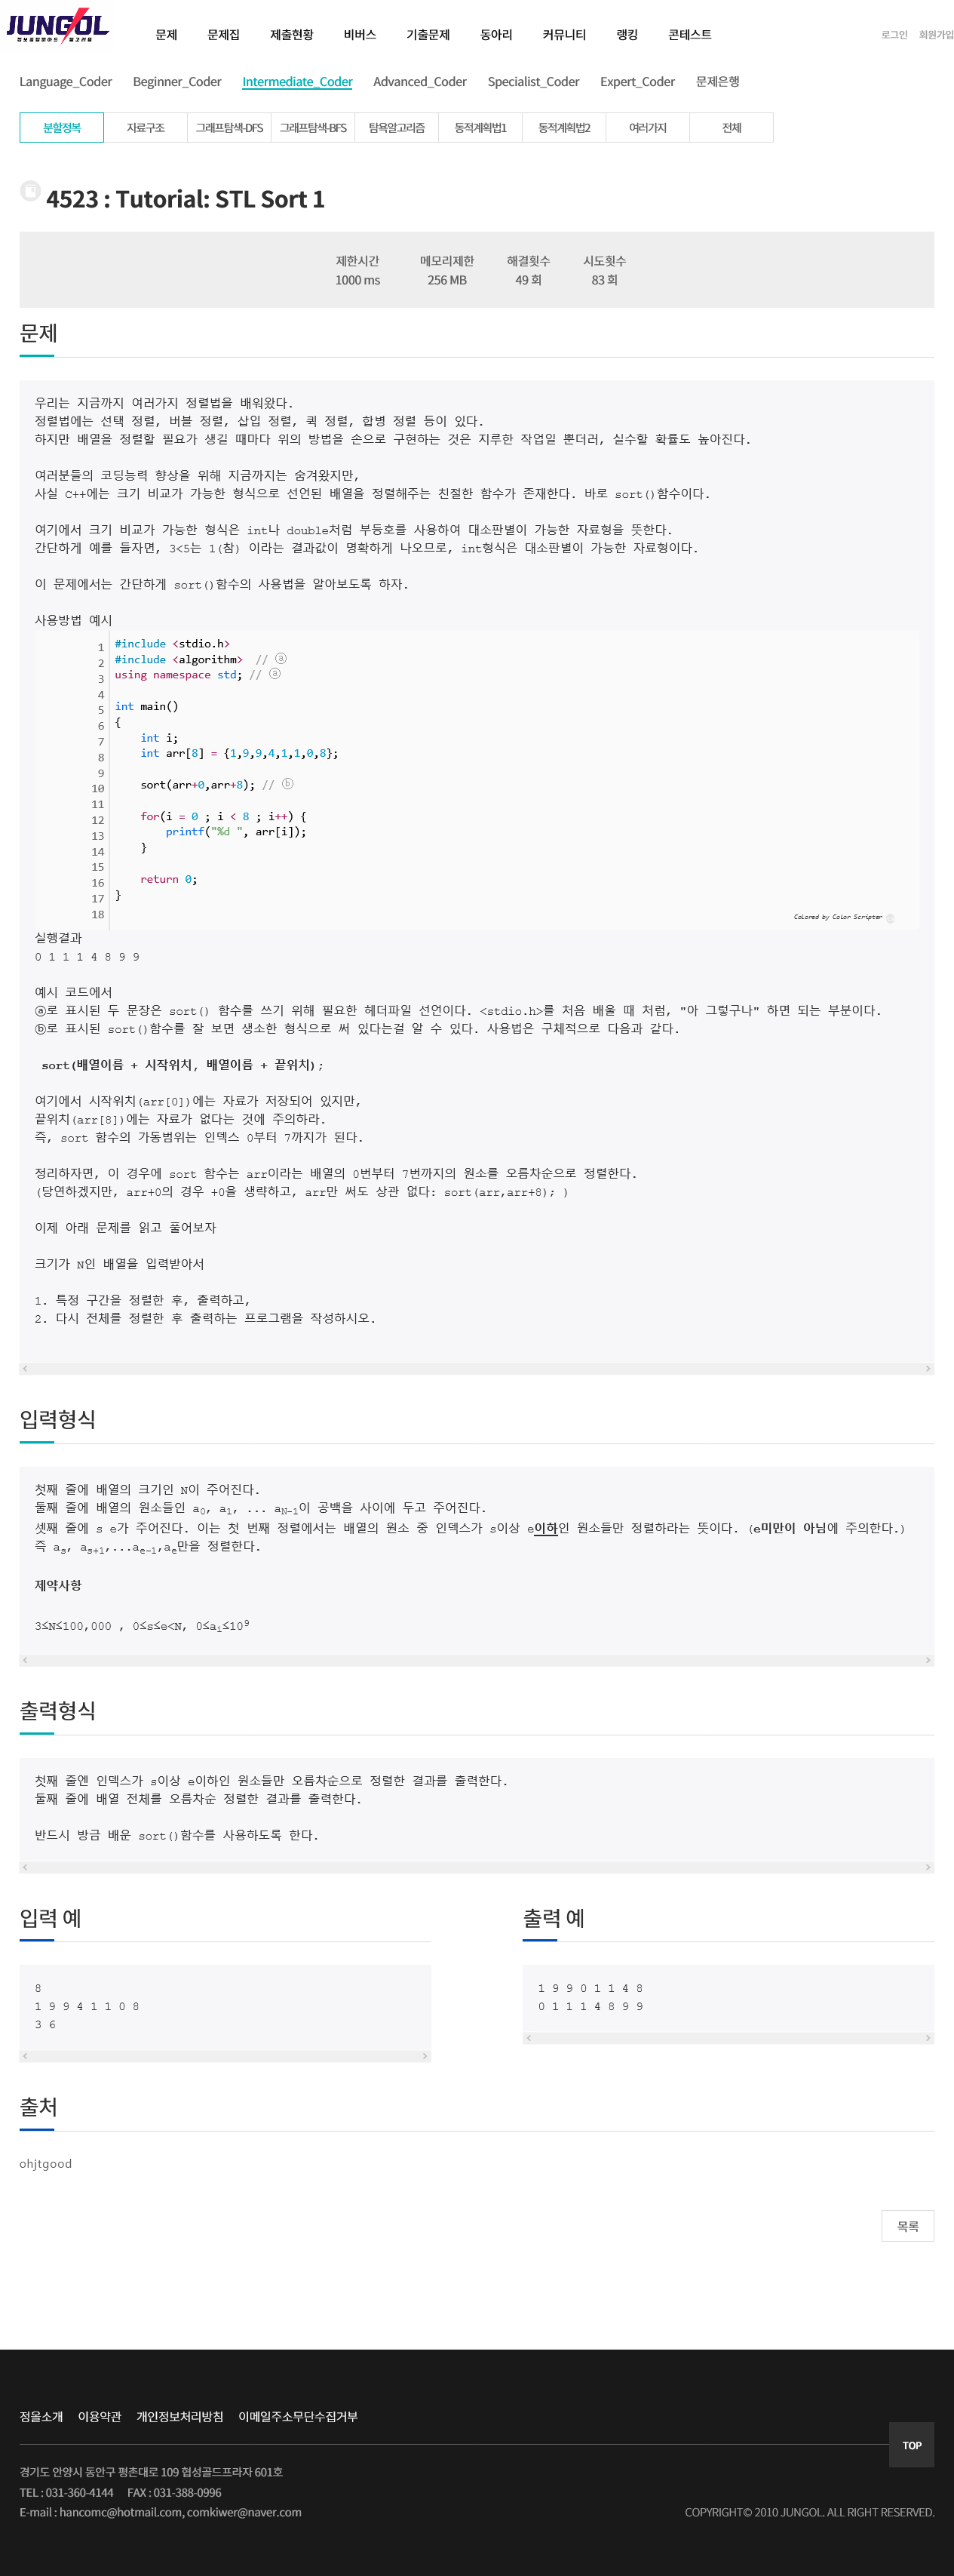 JUNGOL
정보올림피아드 알고리즘
문제 문제집 제출현황 비버스 기출문제 동아리 커뮤니티 랭킹 콘테스트
로그인 회원가입
Language_Coder Beginner_Coder Intermediate_Coder Advanced_Coder Specialist_Coder Expert_Coder 문제은행
분할정복 자료구조 그래프탐색-DFS 그래프탐색-BFS 탐욕알고리즘 동적계획법1 동적계획법2 여러가지 전체
4523 : Tutorial: STL Sort 1
제한시간 메모리제한 해결횟수 시도횟수
1000 ms 256 MB 49 회 83 회
문제
우리는 지금까지 여러가지 정렬법을 배워왔다.
정렬법에는 선택 정렬, 버블 정렬, 삽입 정렬, 퀵 정렬, 합병 정렬 등이 있다.
하지만 배열을 정렬할 필요가 생길 때마다 위의 방법을 손으로 구현하는 것은 지루한 작업일 뿐더러, 실수할 확률도 높아진다.
여러분들의 코딩능력 향상을 위해 지금까지는 숨겨왔지만,
사실 C++에는 크기 비교가 가능한 형식으로 선언된 배열을 정렬해주는 친절한 함수가 존재한다. 바로 sort()함수이다.
여기에서 크기 비교가 가능한 형식은 int나 double처럼 부등호를 사용하여 대소판별이 가능한 자료형을 뜻한다.
간단하게 예를 들자면, 3<5는 1(참) 이라는 결과값이 명확하게 나오므로, int형식은 대소판별이 가능한 자료형이다.
이 문제에서는 간단하게 sort()함수의 사용법을 알아보도록 하자.
사용방법 예시
1 #include <stdio.h>
2 #include <algorithm>  // ⓐ
3 using namespace std; // ⓐ
4
5 int main()
6 {
7     int i;
8     int arr[8] = {1,9,9,4,1,1,0,8};
9
10     sort(arr+0,arr+8); // ⓑ
11
12     for(i = 0 ; i < 8 ; i++) {
13         printf("%d ", arr[i]);
14     }
15
16     return 0;
17 }
18
Colored by Color Scripter
실행결과
0 1 1 1 4 8 9 9
예시 코드에서
ⓐ로 표시된 두 문장은 sort() 함수를 쓰기 위해 필요한 헤더파일 선언이다. <stdio.h>를 처음 배울 때 처럼, "아 그렇구나" 하면 되는 부분이다.
ⓑ로 표시된 sort()함수를 잘 보면 생소한 형식으로 써 있다는걸 알 수 있다. 사용법은 구체적으로 다음과 같다.
sort(배열이름 + 시작위치, 배열이름 + 끝위치);
여기에서 시작위치(arr[0])에는 자료가 저장되어 있지만,
끝위치(arr[8])에는 자료가 없다는 것에 주의하라.
즉, sort 함수의 가동범위는 인덱스 0부터 7까지가 된다.
정리하자면, 이 경우에 sort 함수는 arr이라는 배열의 0번부터 7번까지의 원소를 오름차순으로 정렬한다.
(당연하겠지만, arr+0의 경우 +0을 생략하고, arr만 써도 상관 없다: sort(arr,arr+8); )
이제 아래 문제를 읽고 풀어보자
크기가 N인 배열을 입력받아서
1. 특정 구간을 정렬한 후, 출력하고,
2. 다시 전체를 정렬한 후 출력하는 프로그램을 작성하시오.
입력형식
첫째 줄에 배열의 크기인 N이 주어진다.
둘째 줄에 배열의 원소들인 a0, a1, ... aN-1이 공백을 사이에 두고 주어진다.
셋째 줄에 s e가 주어진다. 이는 첫 번째 정렬에서는 배열의 원소 중 인덱스가 s이상 e이하인 원소들만 정렬하라는 뜻이다. (e미만이 아님에 주의한다.)
즉 as, as+1,...ae-1,ae만을 정렬한다.
제약사항
3≤N≤100,000 , 0≤s≤e<N, 0≤ai≤10⁹
출력형식
첫째 줄엔 인덱스가 s이상 e이하인 원소들만 오름차순으로 정렬한 결과를 출력한다.
둘째 줄에 배열 전체를 오름차순 정렬한 결과를 출력한다.
반드시 방금 배운 sort()함수를 사용하도록 한다.
입력 예
8
1 9 9 4 1 1 0 8
3 6
출력 예
1 9 9 0 1 1 4 8
0 1 1 1 4 8 9 9
출처
ohjtgood
목록
정올소개 이용약관 개인정보처리방침 이메일주소무단수집거부
TOP
경기도 안양시 동안구 평촌대로 109 협성골드프라자 601호
TEL : 031-360-4144 FAX : 031-388-0996
E-mail : hancomc@hotmail.com, comkiwer@naver.com
COPYRIGHT© 2010 JUNGOL. ALL RIGHT RESERVED.